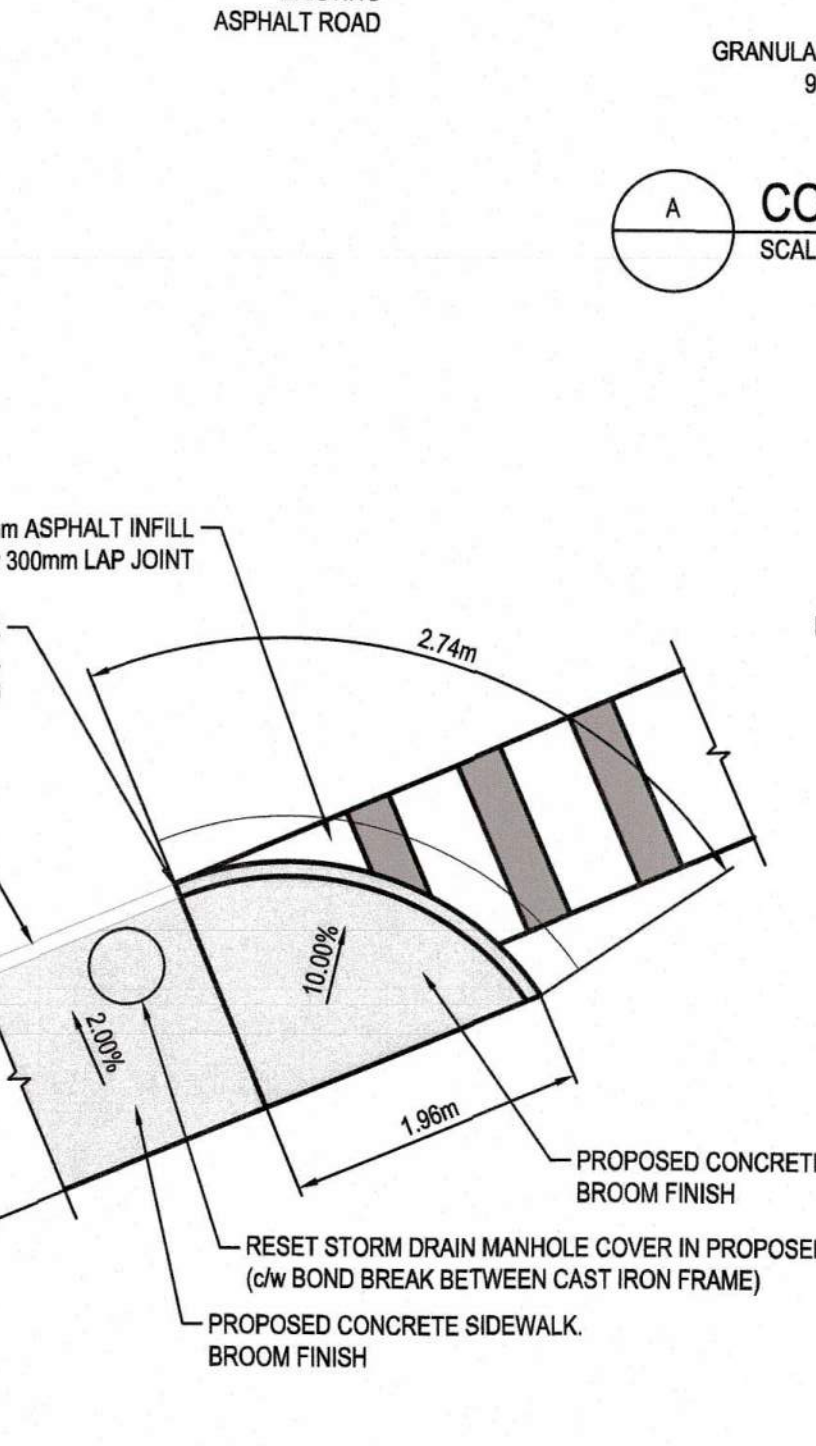 ASPHALT ROAD
GRANULA
9
A
CO
SCAL
m ASPHALT INFILL
300mm LAP JOINT
2.74m
10.00%
2.00%
1.96m
PROPOSED CONCRETE
BROOM FINISH
RESET STORM DRAIN MANHOLE COVER IN PROPOSE
(c/w BOND BREAK BETWEEN CAST IRON FRAME)
PROPOSED CONCRETE SIDEWALK.
BROOM FINISH